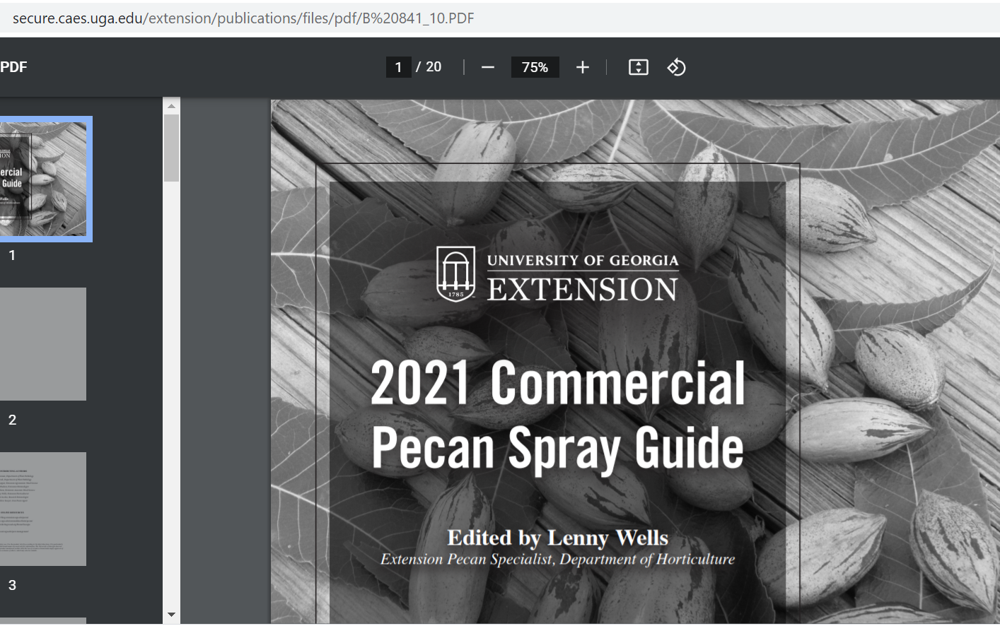 secure.caes.uga.edu/extension/publications/files/pdf/B%20841_10.PDF
PDF
1 / 20
75%
1
2
3
UNIVERSITY OF GEORGIA
EXTENSION
1785
2021 Commercial
Pecan Spray Guide
Edited by Lenny Wells
Extension Pecan Specialist, Department of Horticulture